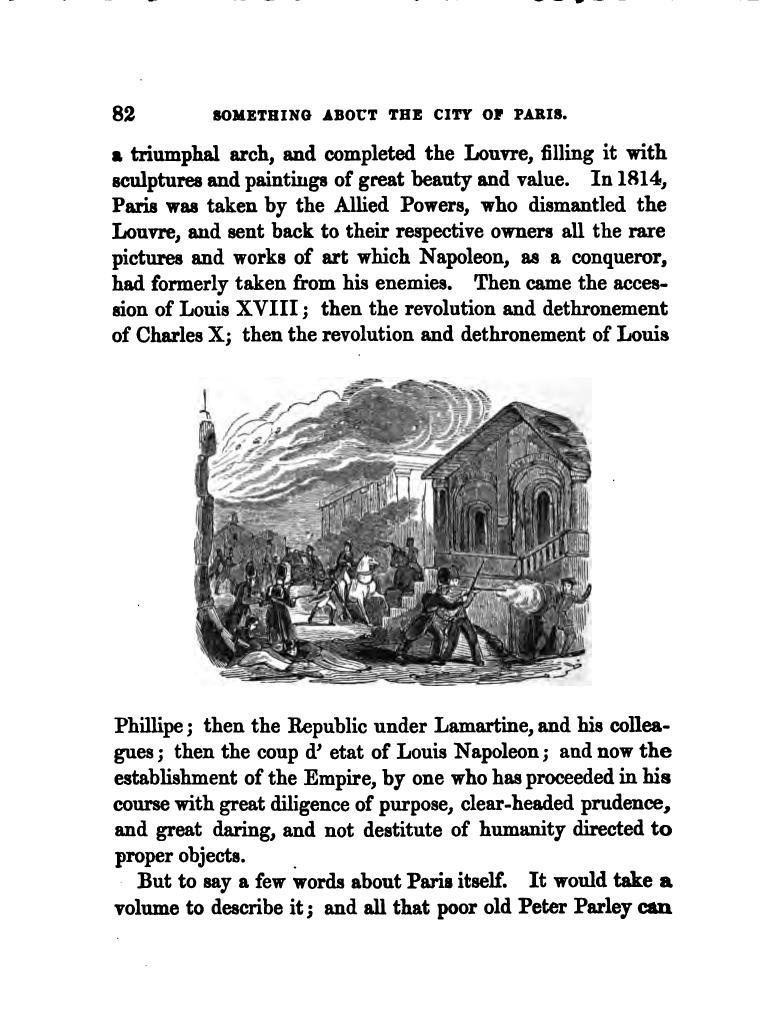 82 SOMETHING ABOUT THE CITY OF PARIS.
a triumphal arch, and completed the Louvre, filling it with
sculptures and paintings of great beauty and value. In 1814,
Paris was taken by the Allied Powers, who dismantled the
Louvre, and sent back to their respective owners all the rare
pictures and works of art which Napoleon, as a conqueror,
had formerly taken from his enemies. Then came the acces-
sion of Louis XVIII; then the revolution and dethronement
of Charles X; then the revolution and dethronement of Louis
Phillipe; then the Republic under Lamartine, and his collea-
gues; then the coup d' etat of Louis Napoleon; and now the
establishment of the Empire, by one who has proceeded in his
course with great diligence of purpose, clear-headed prudence,
and great daring, and not destitute of humanity directed to
proper objects.
But to say a few words about Paris itself. It would take a
volume to describe it; and all that poor old Peter Parley can